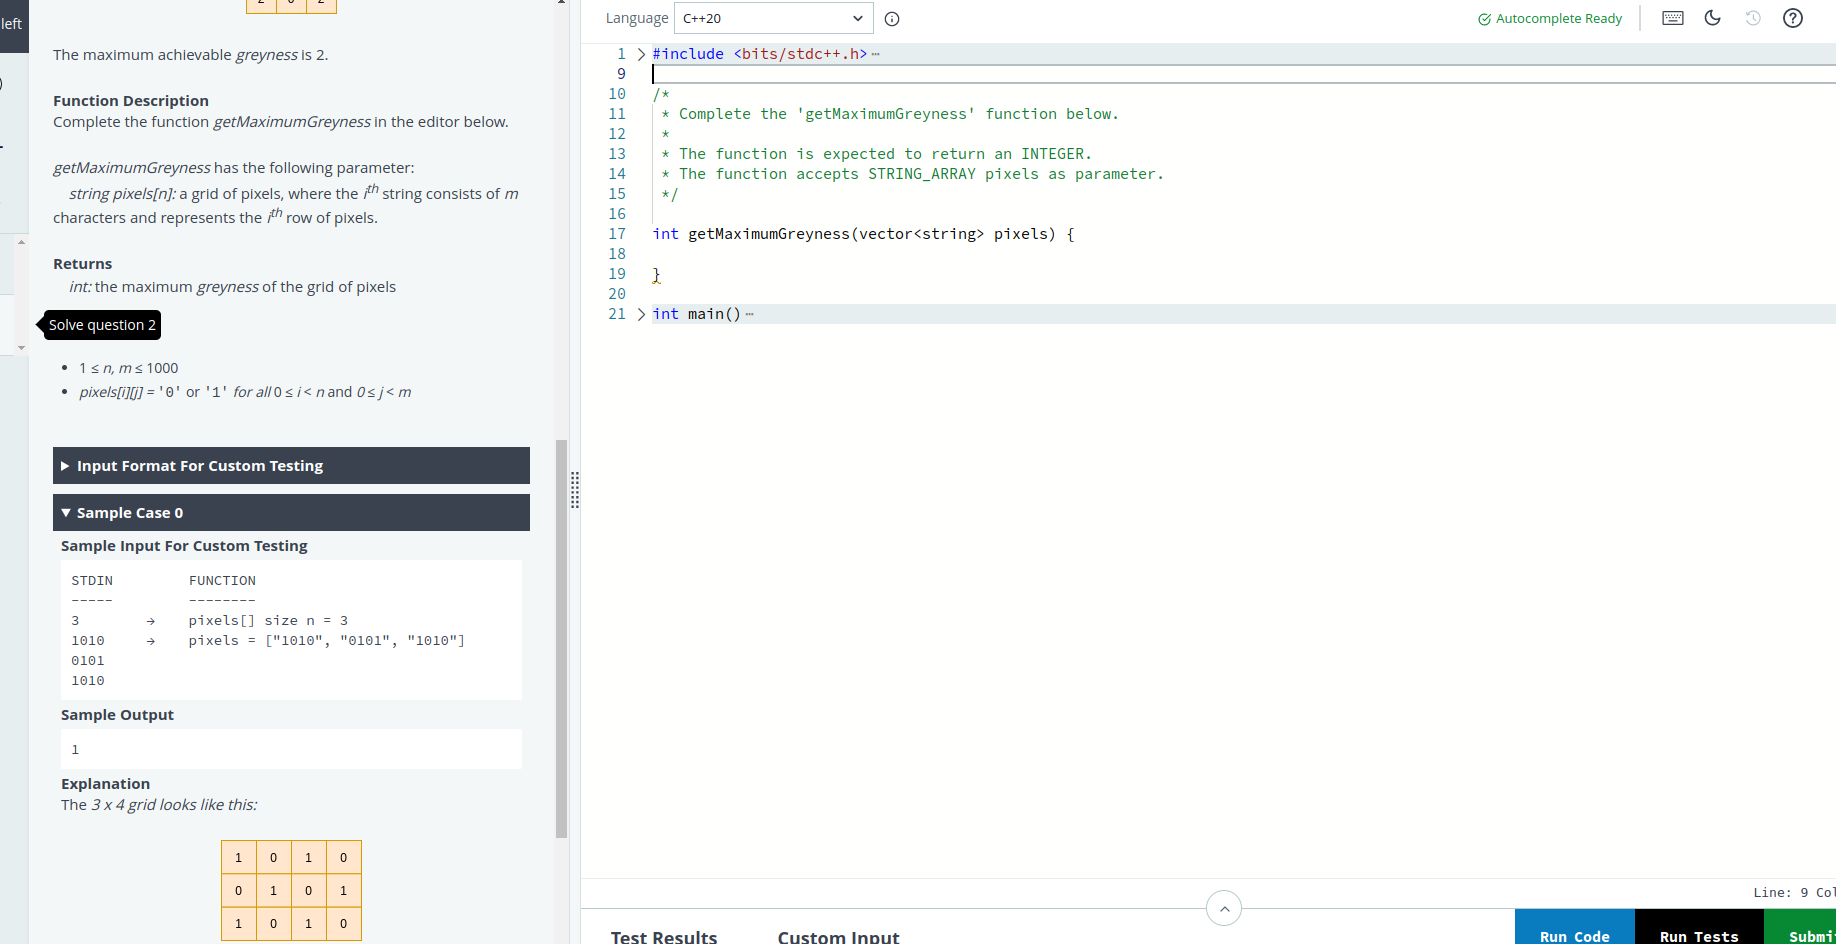 left
2 0 2
The maximum achievable greyness is 2.
Function Description
Complete the function getMaximumGreyness in the editor below.
getMaximumGreyness has the following parameter:
string pixels[n]: a grid of pixels, where the ith string consists of m
characters and represents the ith row of pixels.
Returns
int: the maximum greyness of the grid of pixels
Solve question 2
• 1 ≤ n, m ≤ 1000
• pixels[i][j] = '0' or '1' for all 0 ≤ i < n and 0 ≤ j < m
Input Format For Custom Testing
Sample Case 0
Sample Input For Custom Testing
STDIN FUNCTION
----- --------
3 → pixels[] size n = 3
1010 → pixels = ["1010", "0101", "1010"]
0101
1010
Sample Output
1
Explanation
The 3 x 4 grid looks like this:
1 0 1 0
0 1 0 1
1 0 1 0
Language C++20
Autocomplete Ready
1 #include <bits/stdc++.h>
9
10 /*
11 * Complete the 'getMaximumGreyness' function below.
12 *
13 * The function is expected to return an INTEGER.
14 * The function accepts STRING_ARRAY pixels as parameter.
15 */
16
17 int getMaximumGreyness(vector<string> pixels) {
18
19 }
20
21 int main()
Line: 9 Col
Test Results Custom Input
Run Code Run Tests Submi